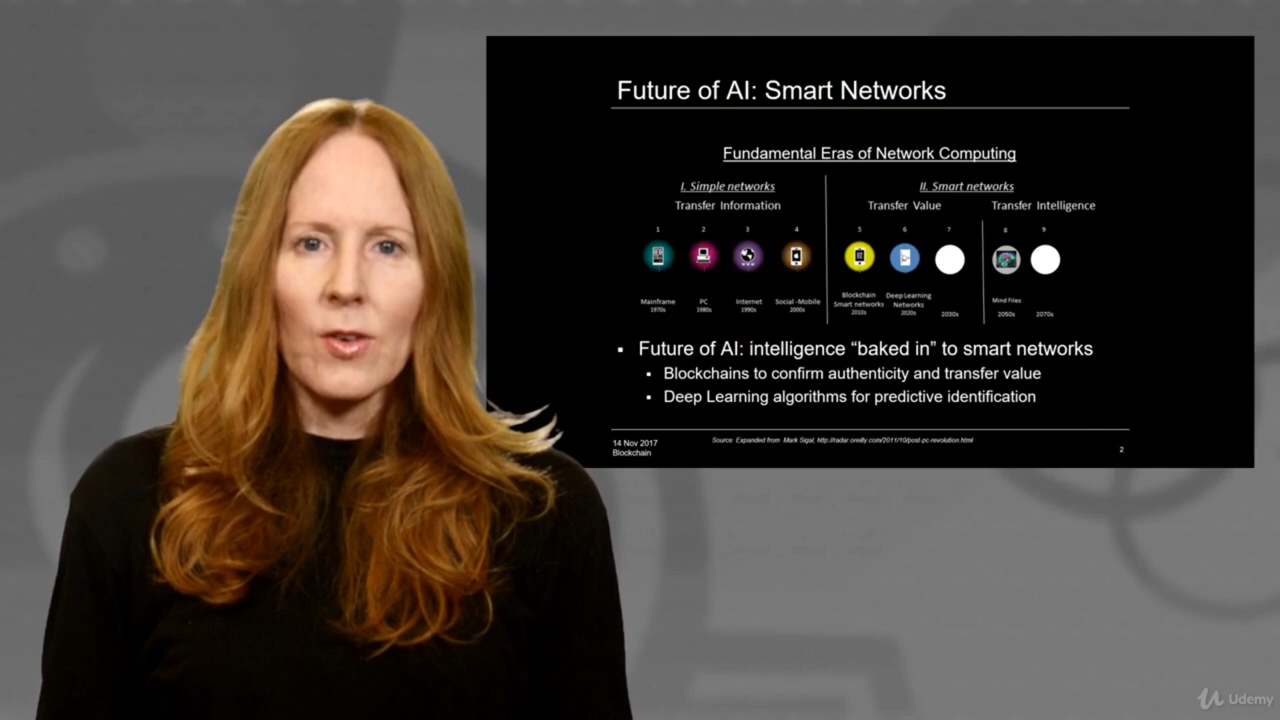 Future of AI: Smart Networks
Fundamental Eras of Network Computing
I. Simple networks
II. Smart networks
Transfer Information
Transfer Value
Transfer Intelligence
1 2 3 4 5 6 7 8 9
Mainframe
1970s
PC
1980s
Internet
1990s
Social -Mobile
2000s
Blockchain
Smart networks
2010s
Deep Learning
Networks
2020s
2030s
Mind Files
2050s
2070s
▪ Future of AI: intelligence “baked in” to smart networks
▪ Blockchains to confirm authenticity and transfer value
▪ Deep Learning algorithms for predictive identification
14 Nov 2017
Blockchain
Source: Expanded from Mark Sigal, http://radar.oreilly.com/2011/10/post-pc-revolution.html
2
Udemy